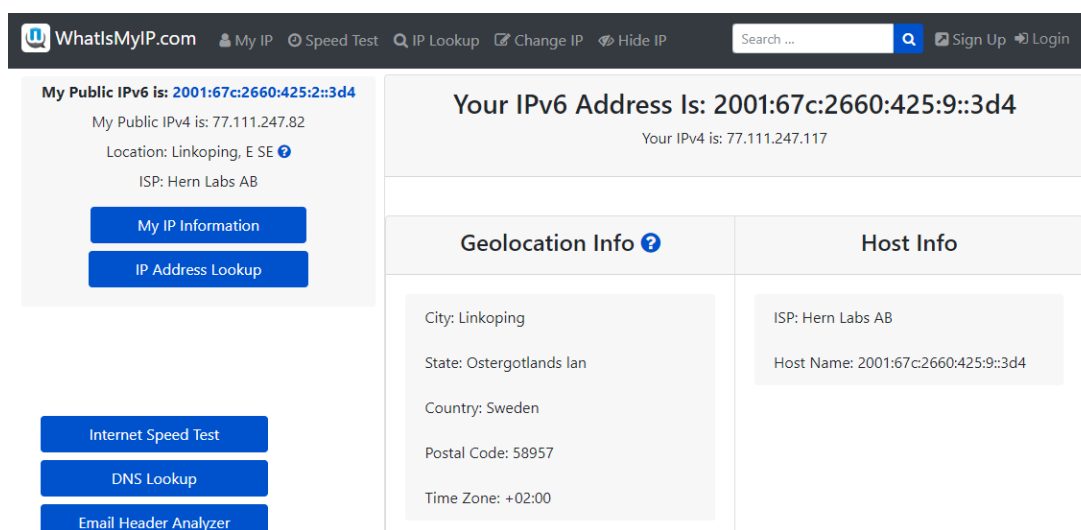 WhatIsMyIP.com My IP Speed Test IP Lookup Change IP Hide IP Search ... Sign Up Login
My Public IPv6 is: 2001:67c:2660:425:2::3d4
My Public IPv4 is: 77.111.247.82
Location: Linkoping, E SE
ISP: Hern Labs AB
My IP Information
IP Address Lookup
Internet Speed Test
DNS Lookup
Email Header Analyzer
Your IPv6 Address Is: 2001:67c:2660:425:9::3d4
Your IPv4 is: 77.111.247.117
Geolocation Info
City: Linkoping
State: Ostergotlands lan
Country: Sweden
Postal Code: 58957
Time Zone: +02:00
Host Info
ISP: Hern Labs AB
Host Name: 2001:67c:2660:425:9::3d4